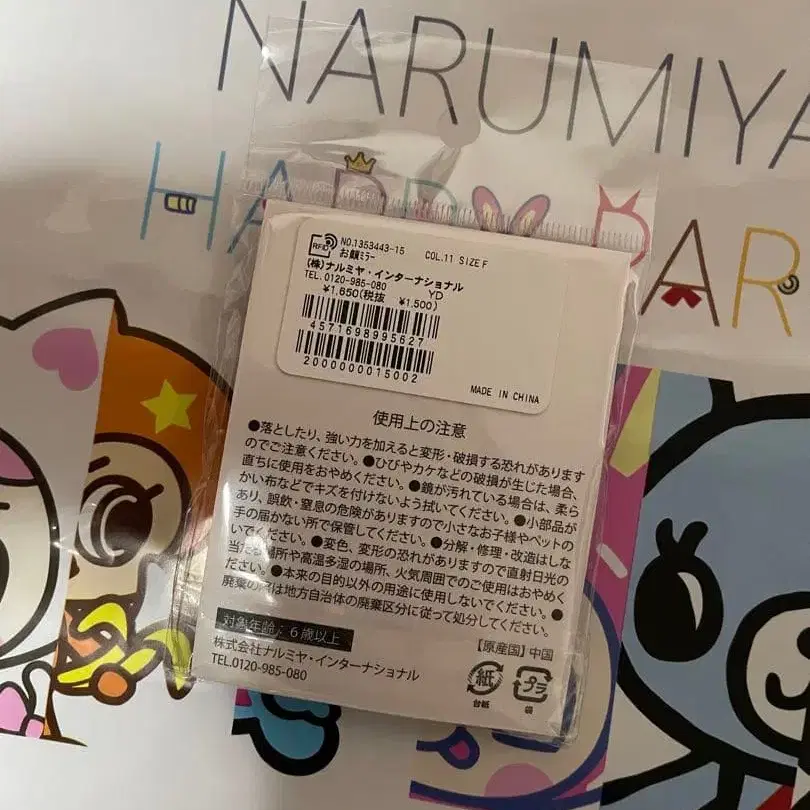 NARUMIYA
HAPPY PAR
RFID
NO.1353443-15 COL.11 SIZE F
お顔ミラー
(株)ナルミヤ・インターナショナル
TEL.0120-985-080 YD
¥1,650(税抜 ¥1,500)
4571698995627
2000000015002
MADE IN CHINA
使用上の注意
●落としたり、強い力を加えると変形・破損する恐れがあります
のでご注意ください。●ひびやカケなどの破損が生じた場合、
直ちに使用をおやめください。●鏡が汚れている場合は、柔ら
かい布などでキズを付けないよう拭いてください。●小部品が
あり、誤飲・窒息の危険がありますので小さなお子様やペットの
手の届かない所で保管してください。●分解・修理・改造はしな
いでください。●変色、変形の恐れがありますので直射日光の
当たる場所や高温多湿の場所、火気周囲でのご使用はおやめく
ださい。●本来の目的以外の用途に使用しないでください。●
廃棄の際は地方自治体の廃棄区分に従って処分してください。
対象年齢:6歳以上
株式会社ナルミヤ・インターナショナル
TEL.0120-985-080
【原産国】中国
紙 プラ
台紙 袋